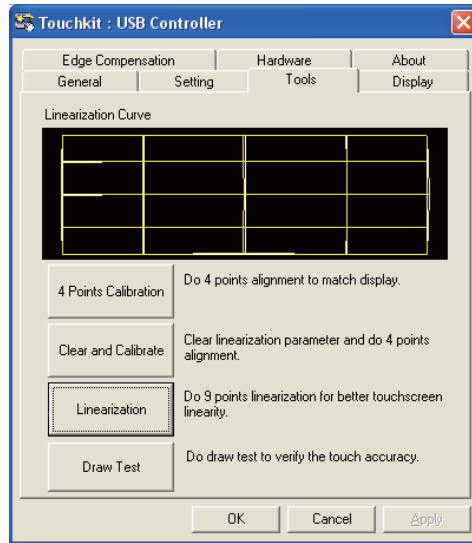 Touchkit : USB Controller
Edge Compensation Hardware About
General Setting Tools Display
Linearization Curve
4 Points Calibration
Do 4 points alignment to match display.
Clear and Calibrate
Clear linearization parameter and do 4 points
alignment.
Linearization
Do 9 points linearization for better touchscreen
linearity.
Draw Test
Do draw test to verify the touch accuracy.
OK Cancel Apply